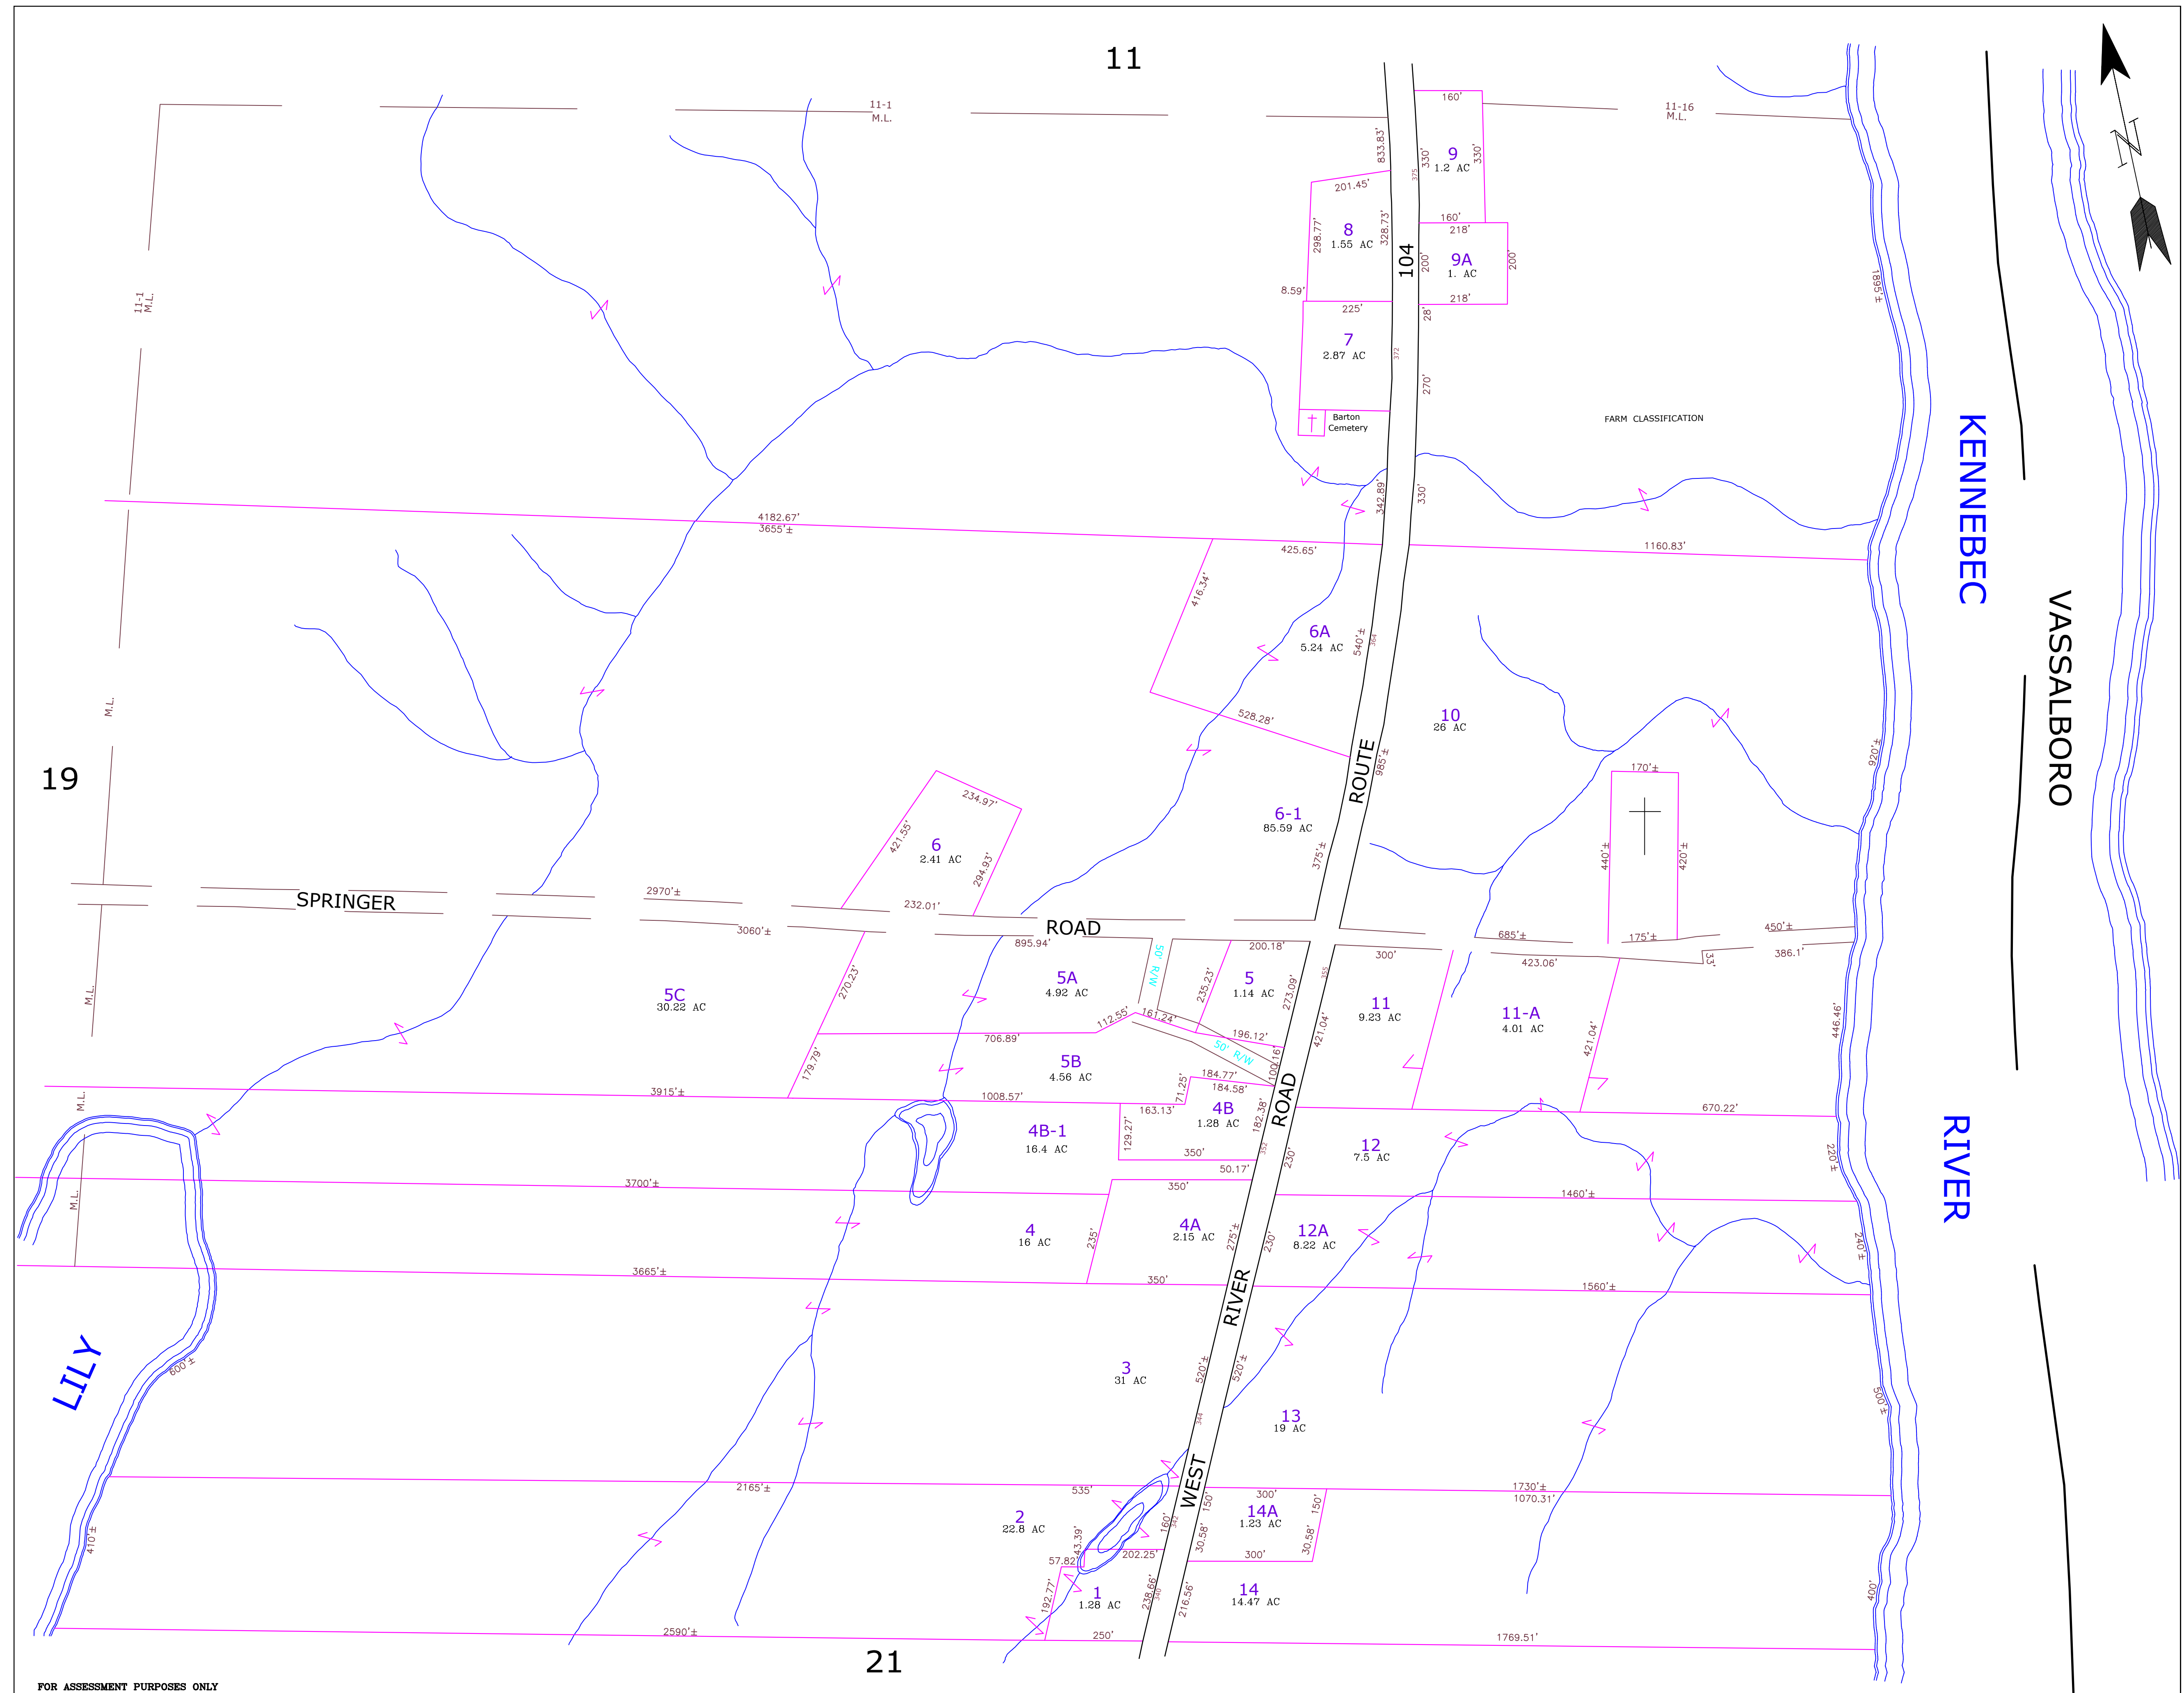 11
11-1
M.L.
11-16
M.L.
160'
833.83'
330'
9
1.2 AC
330'
375
201.45'
8
1.55 AC
298.77'
328.73'
160'
218'
104
200'
9A
1. AC
200'
218'
8.59'
225'
28'
7
2.87 AC
372
270'
11-1
M.L.
1895'±
Barton
Cemetery
FARM CLASSIFICATION
KENNEBEC
342.89'
330'
4182.67'
3655'±
425.65'
1160.83'
416.34'
6A
5.24 AC
540'±
364
VASSALBORO
M.L.
528.28'
10
26 AC
ROUTE
985'±
920'±
19
170'±
234.97'
421.55'
6
2.41 AC
294.93'
6-1
85.59 AC
375'±
440'±
420'±
SPRINGER
2970'±
232.01'
ROAD
3060'±
895.94'
50' R/W
200.18'
300'
685'±
175'±
450'±
423.06'
33'
386.1'
270.23'
5A
4.92 AC
235.23'
5
1.14 AC
273.09'
355
5C
30.22 AC
M.L.
11
9.23 AC
11-A
4.01 AC
446.49'
112.55'
161.24'
196.12'
421.04'
421.04'
706.89'
50' R/W
100.16'
179.79'
5B
4.56 AC
184.77'
184.58'
71.25'
ROAD
3915'±
1008.57'
163.13'
M.L.
4B
1.28 AC
182.38'
670.22'
4B-1
16.4 AC
129.27'
352
350'
50.17'
230'
12
7.5 AC
220'±
RIVER
3700'±
350'
1460'±
M.L.
4
16 AC
235'
4A
2.15 AC
275'±
230'
12A
8.22 AC
240'±
3665'±
350'
1560'±
RIVER
LILY
600'±
3
31 AC
520'±
520'±
344
13
19 AC
500'±
WEST
2165'±
535'
300'
1730'±
1070.31'
2
22.8 AC
160'
342
150'
14A
1.23 AC
150'
410'±
43.39'
30.58'
30.58'
57.82'
202.25'
300'
192.77'
1
1.28 AC
238.66'
340
216.56'
14
14.47 AC
400'
2590'±
250'
1769.51'
21
FOR ASSESSMENT PURPOSES ONLY